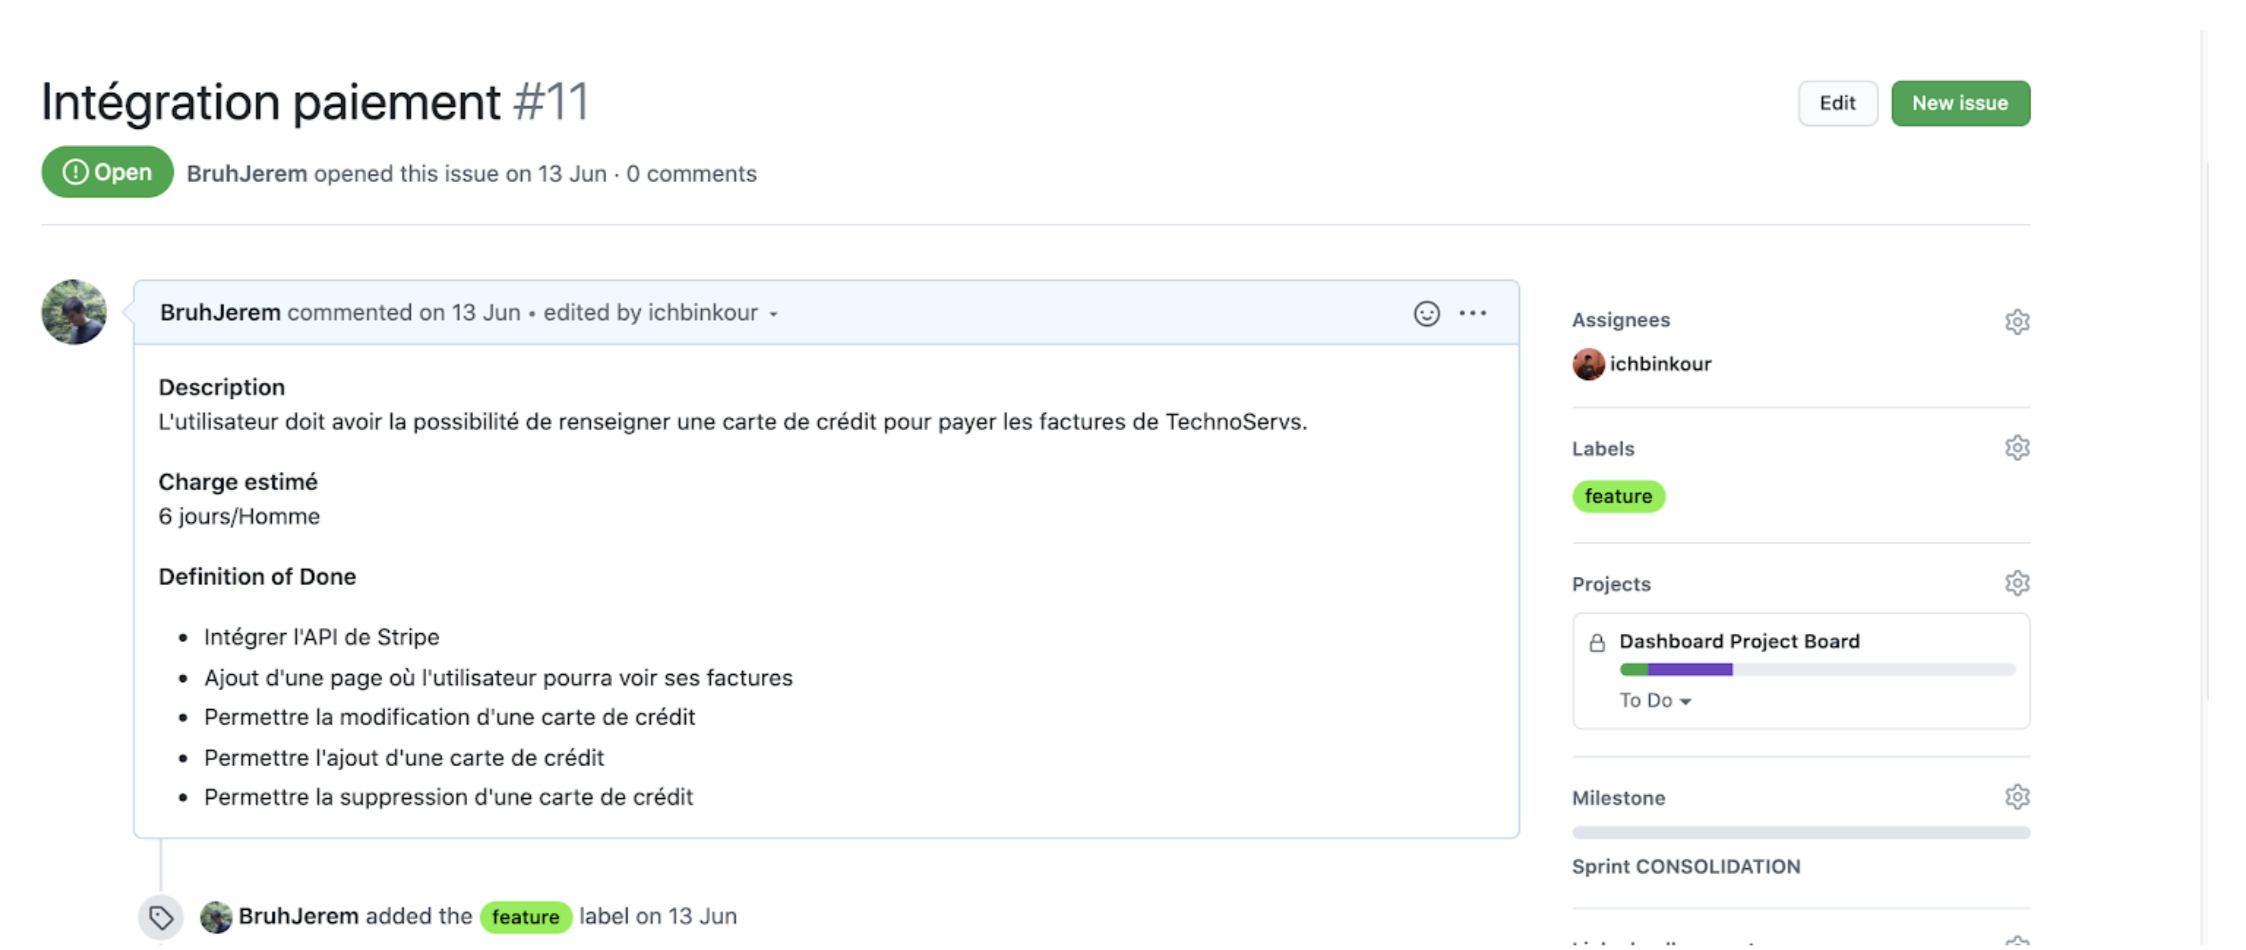 Intégration paiement #11
Edit
New issue
Open
BruhJerem opened this issue on 13 Jun · 0 comments
BruhJerem commented on 13 Jun • edited by ichbinkour
Description
L'utilisateur doit avoir la possibilité de renseigner une carte de crédit pour payer les factures de TechnoServs.
Charge estimé
6 jours/Homme
Definition of Done
• Intégrer l'API de Stripe
• Ajout d'une page où l'utilisateur pourra voir ses factures
• Permettre la modification d'une carte de crédit
• Permettre l'ajout d'une carte de crédit
• Permettre la suppression d'une carte de crédit
BruhJerem added the feature label on 13 Jun
Assignees
ichbinkour
Labels
feature
Projects
Dashboard Project Board
To Do
Milestone
Sprint CONSOLIDATION